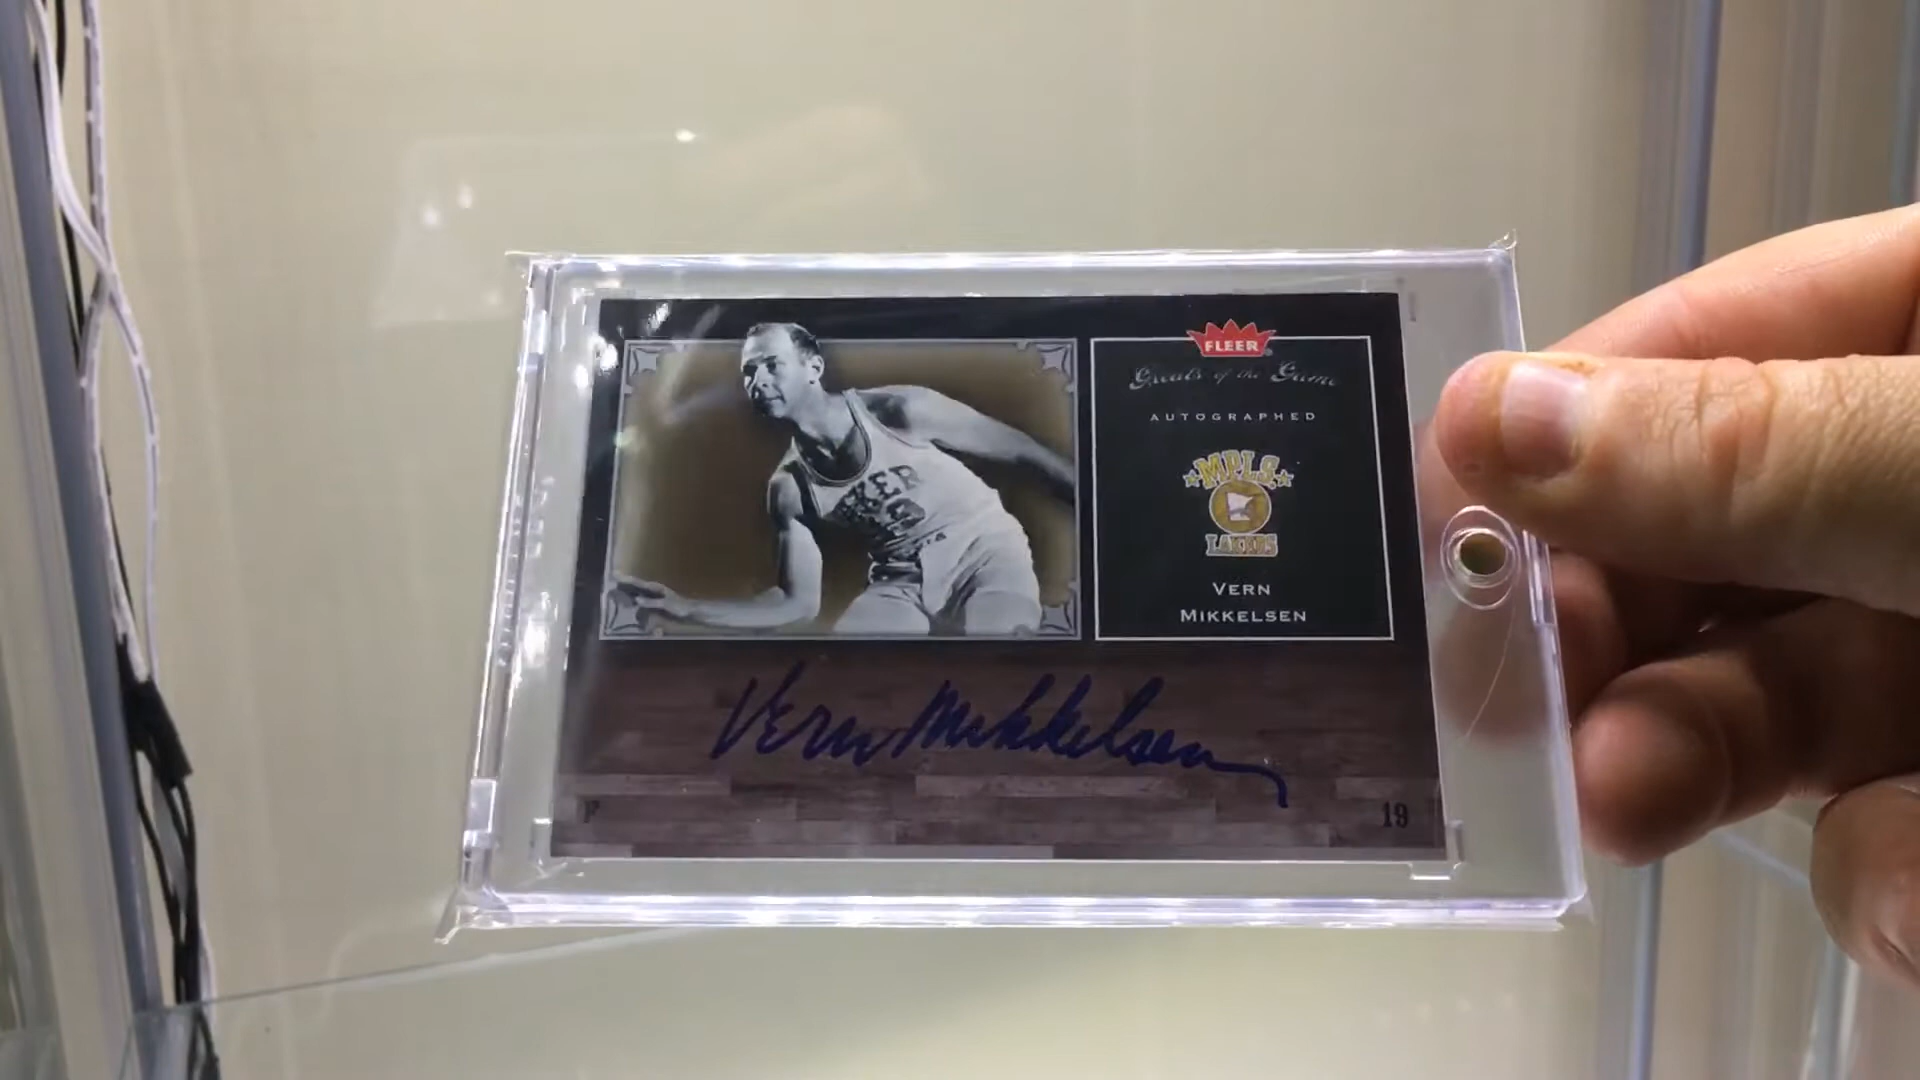 FLEER
Greats of the Game
AUTOGRAPHED
MPLS
LAKERS
VERN
MIKKELSEN
Vern Mikkelsen
F
19